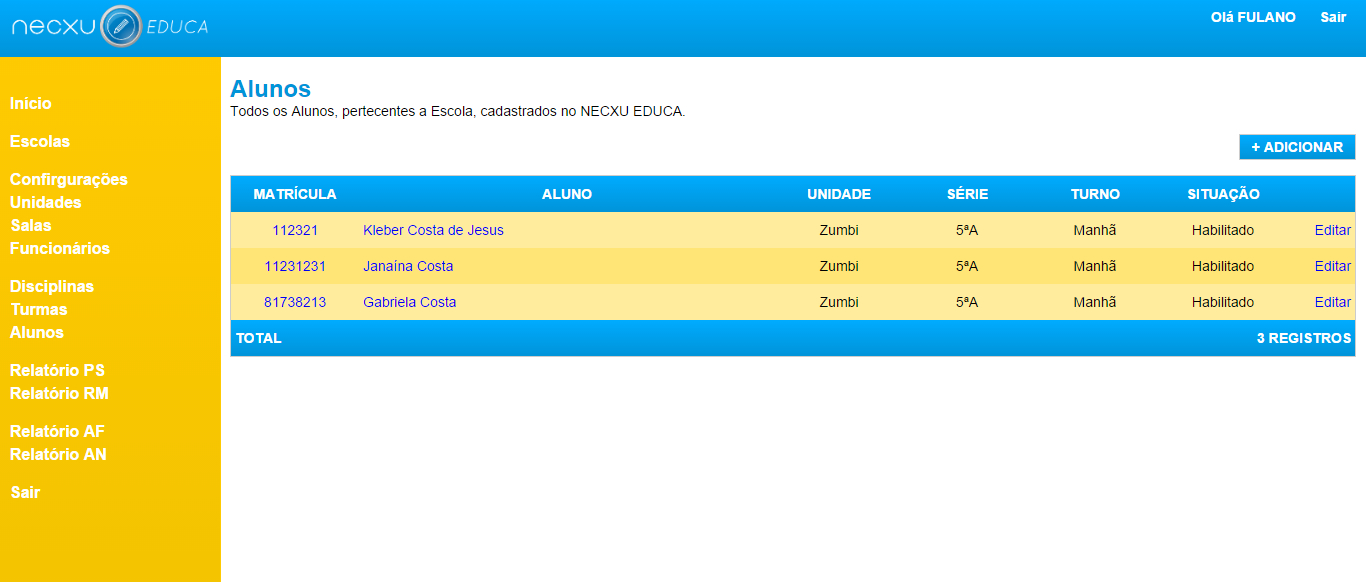 necxu EDUCA
Olá FULANO Sair
Início
Escolas
Confirgurações
Unidades
Salas
Funcionários
Disciplinas
Turmas
Alunos
Relatório PS
Relatório RM
Relatório AF
Relatório AN
Sair
Alunos
Todos os Alunos, pertecentes a Escola, cadastrados no NECXU EDUCA.
+ ADICIONAR
MATRÍCULA ALUNO UNIDADE SÉRIE TURNO SITUAÇÃO
112321 Kleber Costa de Jesus Zumbi 5ªA Manhã Habilitado Editar
11231231 Janaína Costa Zumbi 5ªA Manhã Habilitado Editar
81738213 Gabriela Costa Zumbi 5ªA Manhã Habilitado Editar
TOTAL 3 REGISTROS